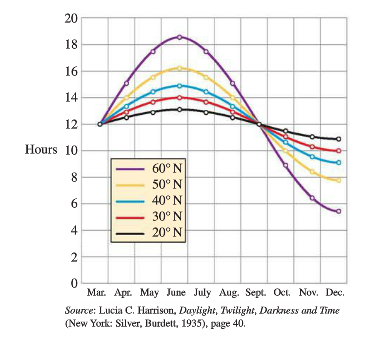 20
18
16
14
12
Hours 10
8
6
4
2
0
60° N
50° N
40° N
30° N
20° N
Mar. Apr. May June July Aug. Sept. Oct. Nov. Dec.
Source: Lucia C. Harrison, Daylight, Twilight, Darkness and Time
(New York: Silver, Burdett, 1935), page 40.